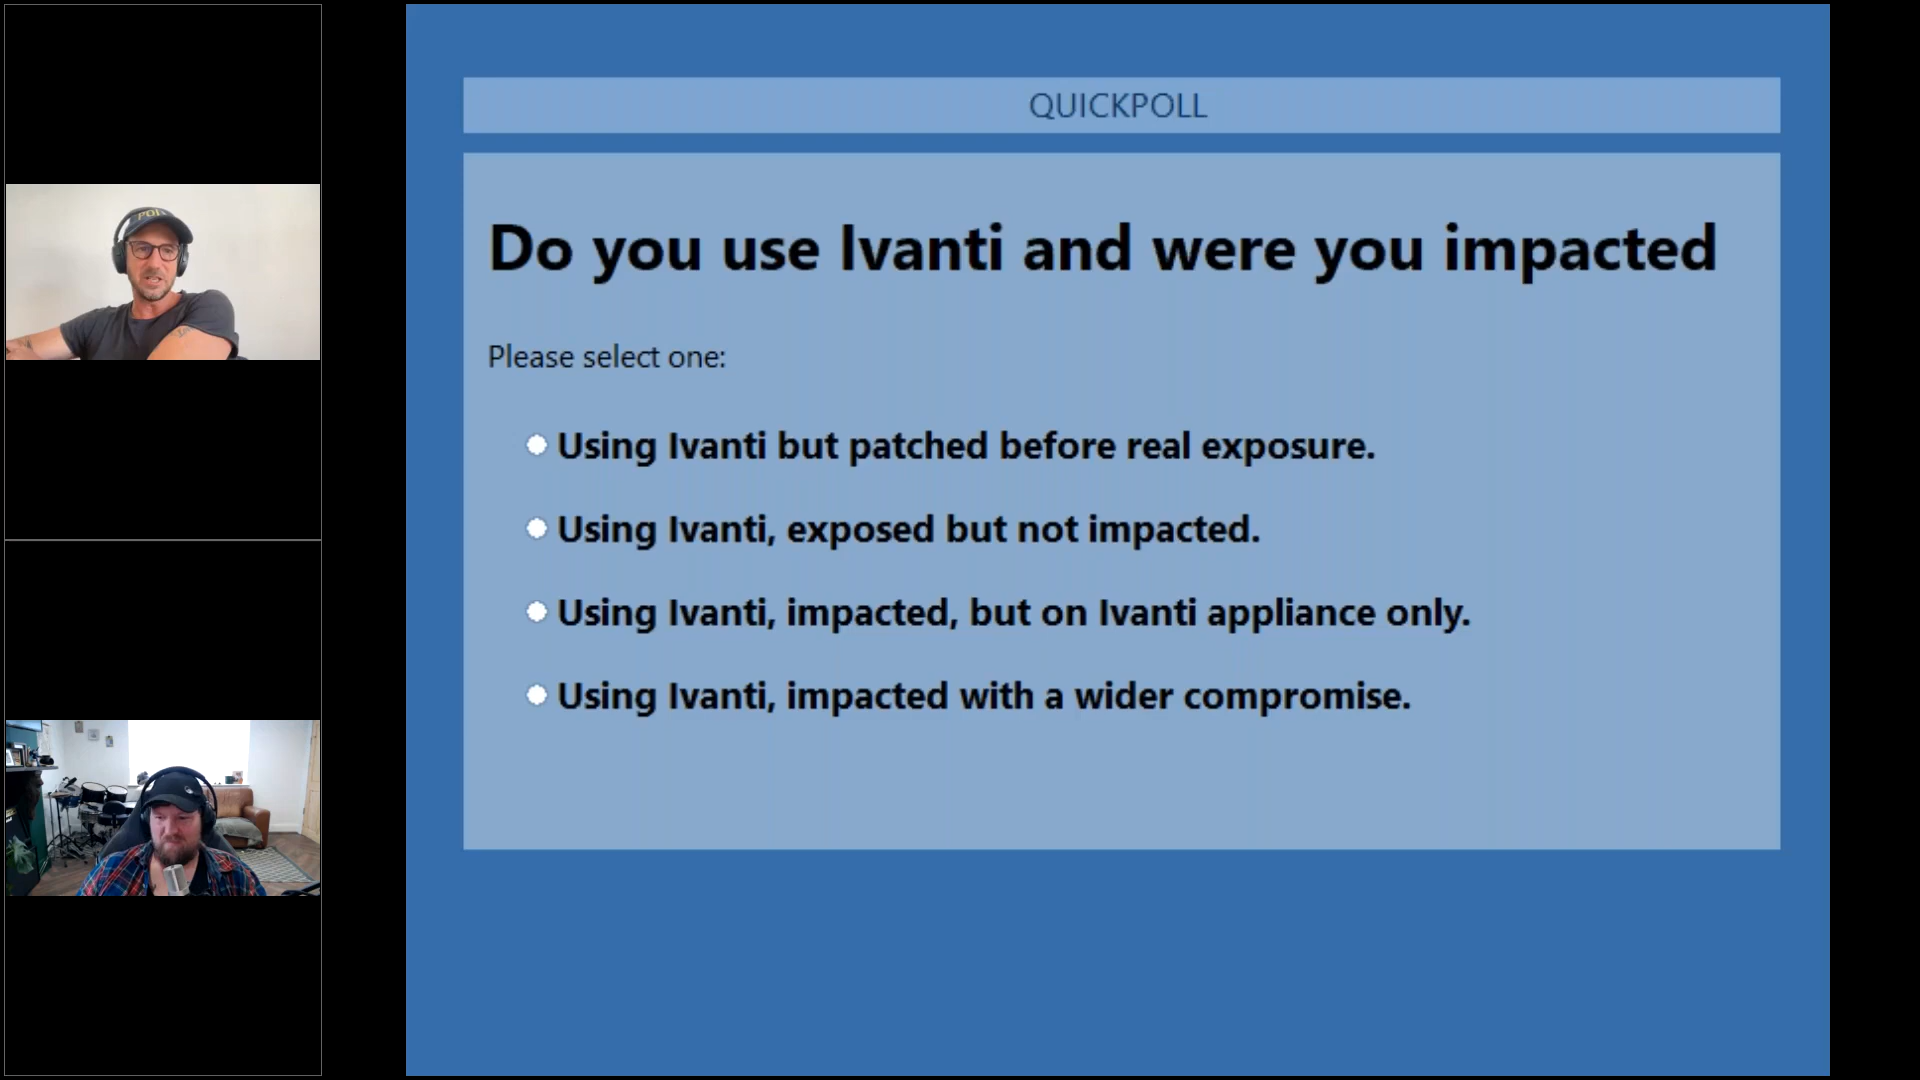 QUICKPOLL
Do you use Ivanti and were you impacted
Please select one:
Using Ivanti but patched before real exposure.
Using Ivanti, exposed but not impacted.
Using Ivanti, impacted, but on Ivanti appliance only.
Using Ivanti, impacted with a wider compromise.